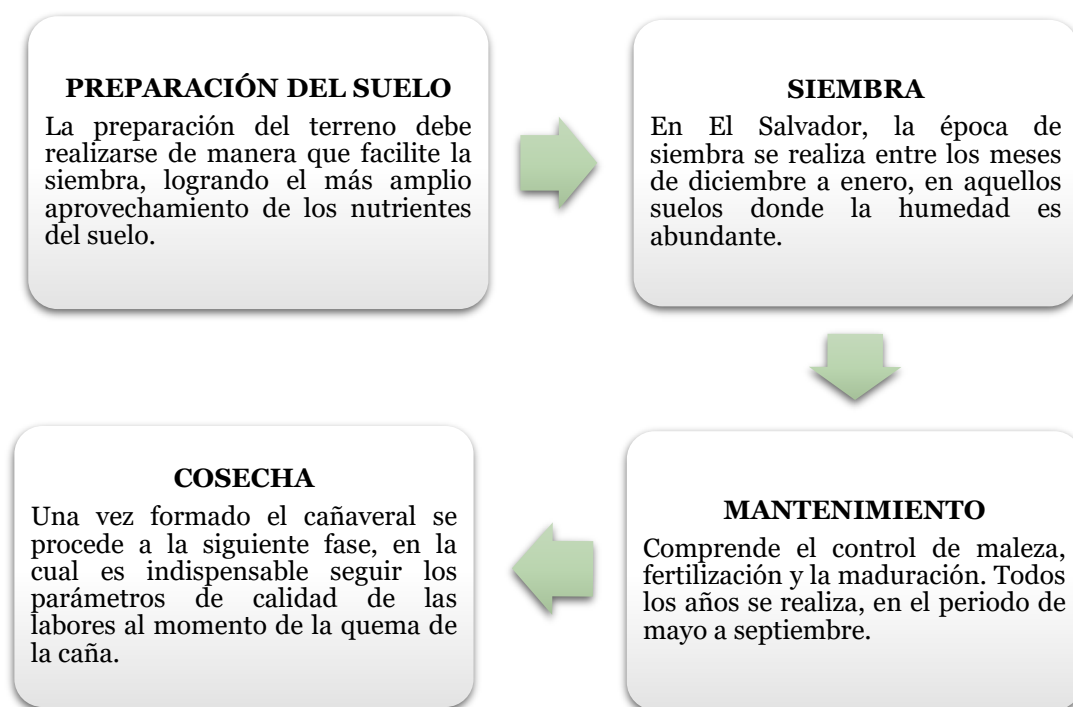 PREPARACIÓN DEL SUELO
La preparación del terreno debe
realizarse de manera que facilite la
siembra, logrando el más amplio
aprovechamiento de los nutrientes
del suelo.
SIEMBRA
En El Salvador, la época de
siembra se realiza entre los meses
de diciembre a enero, en aquellos
suelos donde la humedad es
abundante.
MANTENIMIENTO
Comprende el control de maleza,
fertilización y la maduración. Todos
los años se realiza, en el periodo de
mayo a septiembre.
COSECHA
Una vez formado el cañaveral se
procede a la siguiente fase, en la
cual es indispensable seguir los
parámetros de calidad de las
labores al momento de la quema de
la caña.